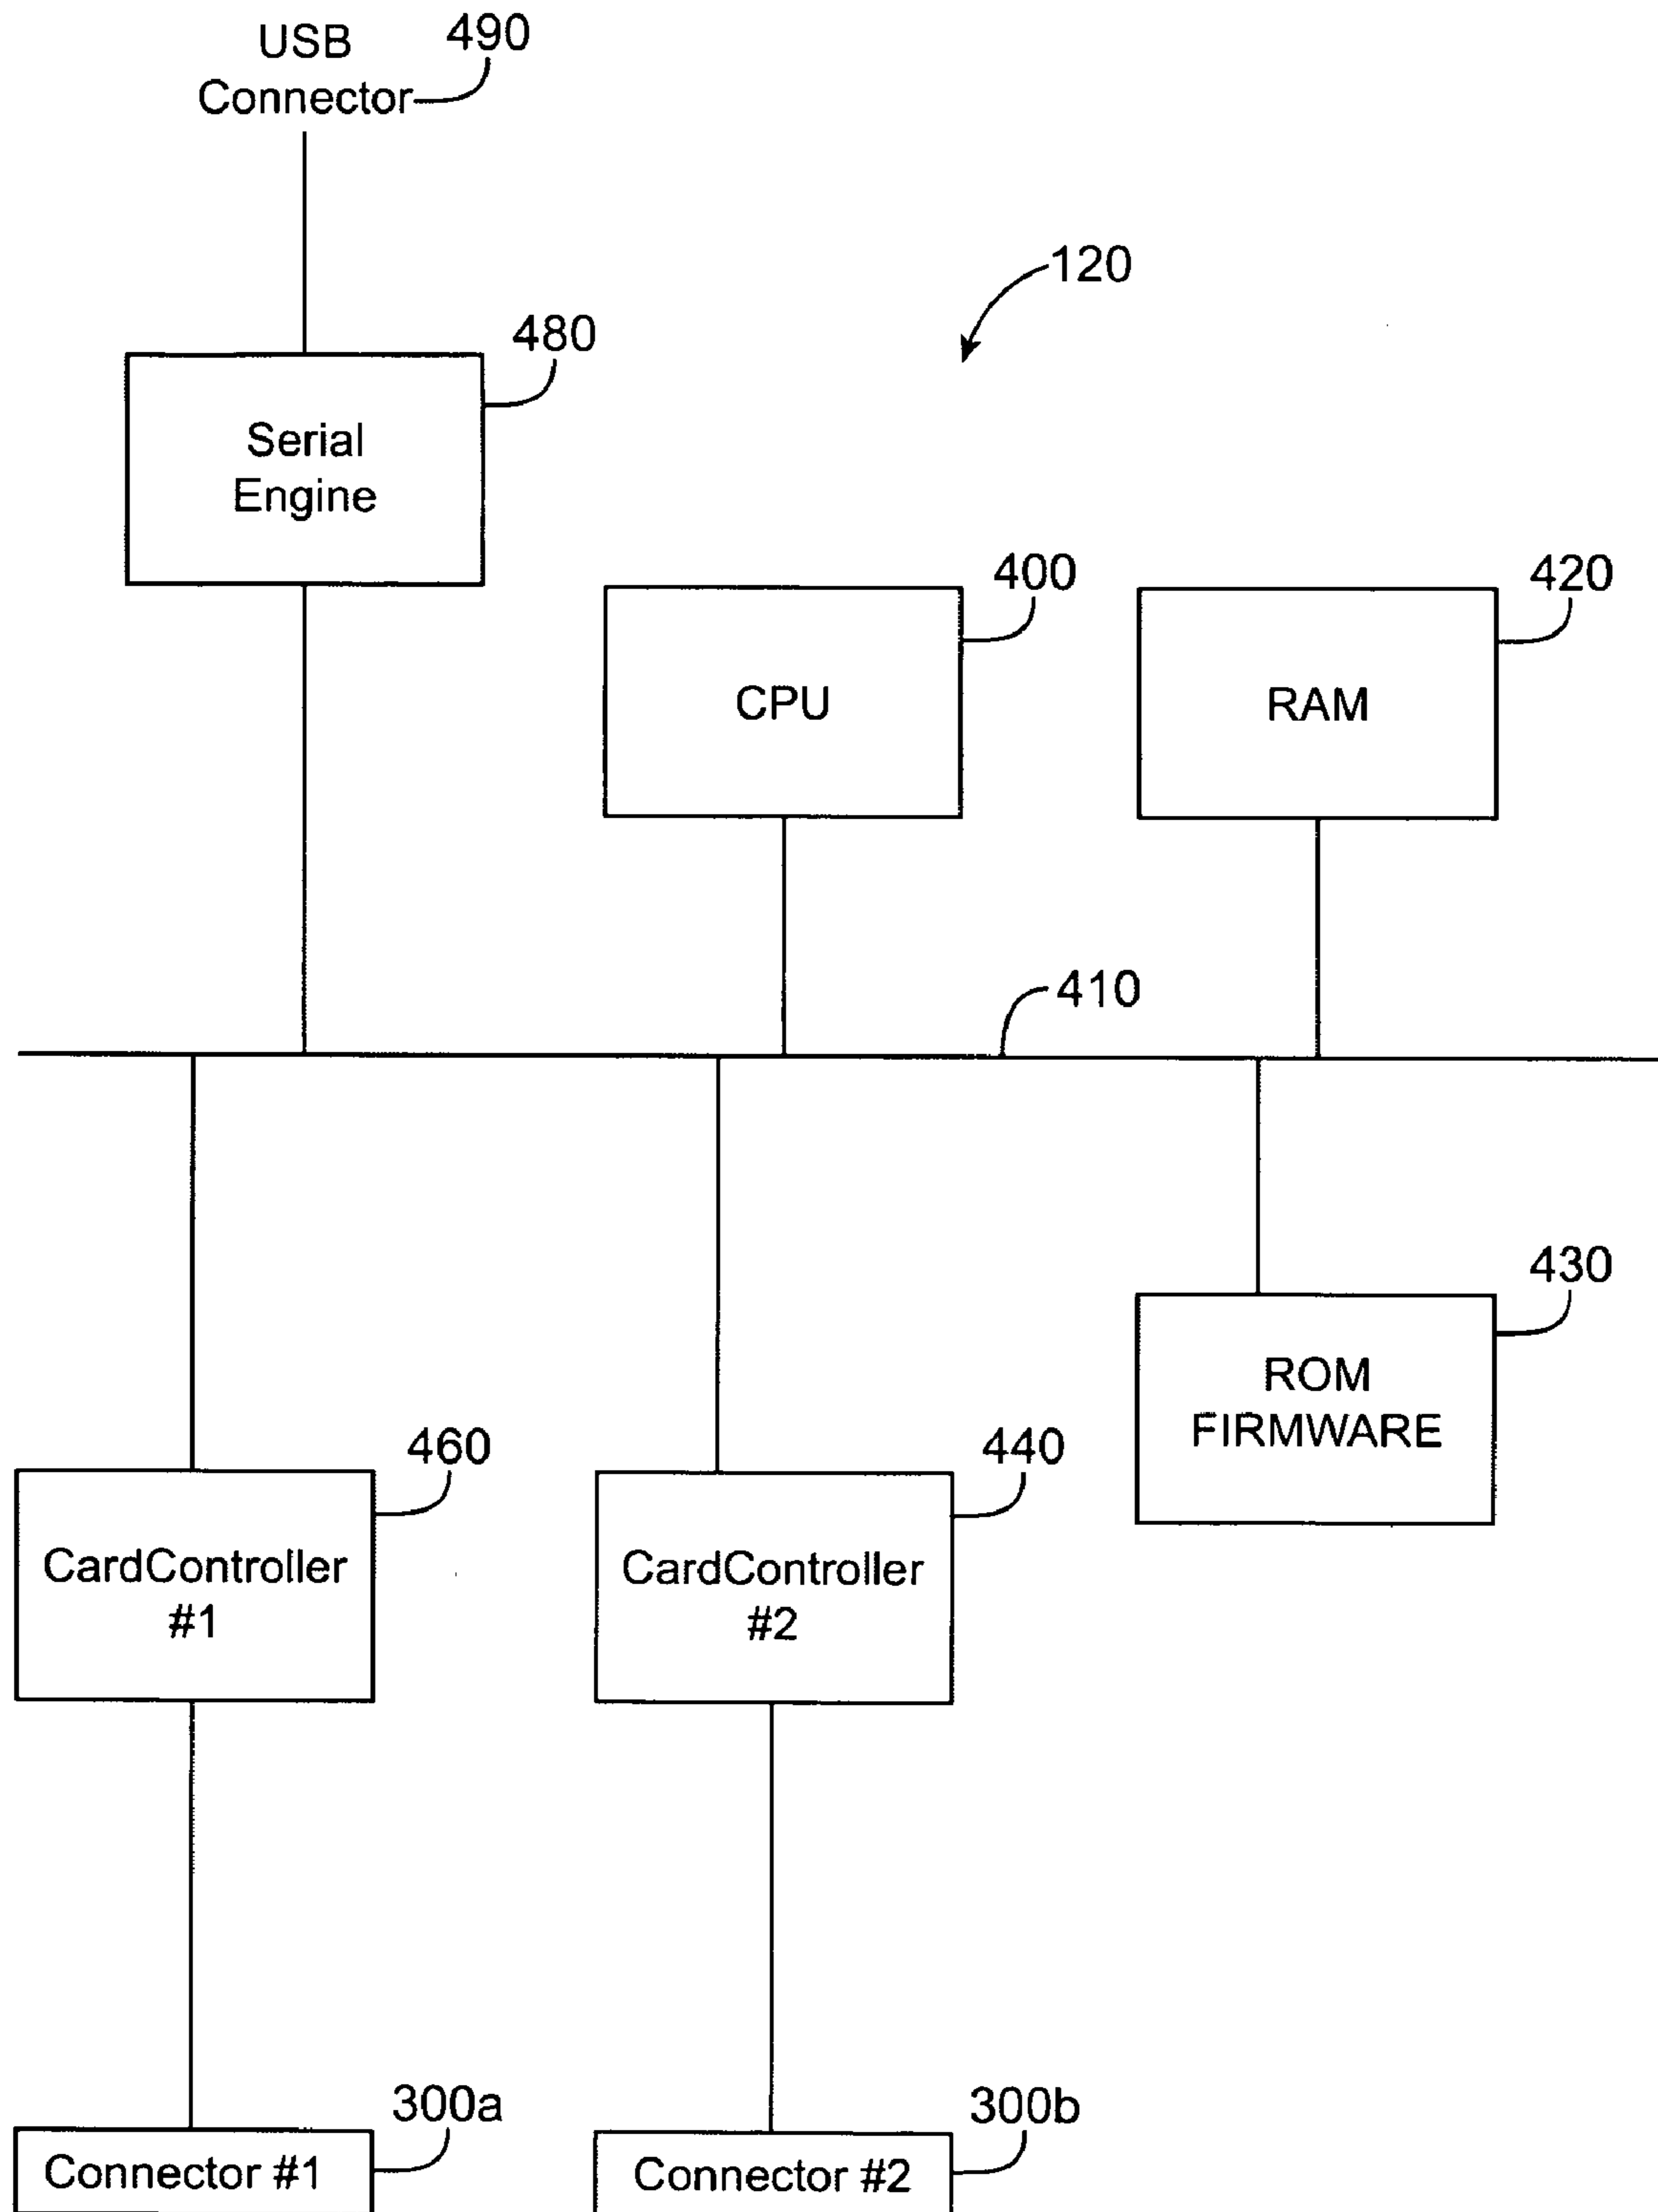 USB
Connector
490
120
480
Serial
Engine
400
420
CPU
RAM
410
430
ROM
FIRMWARE
460
440
CardController
#1
CardController
#2
300a
300b
Connector #1
Connector #2